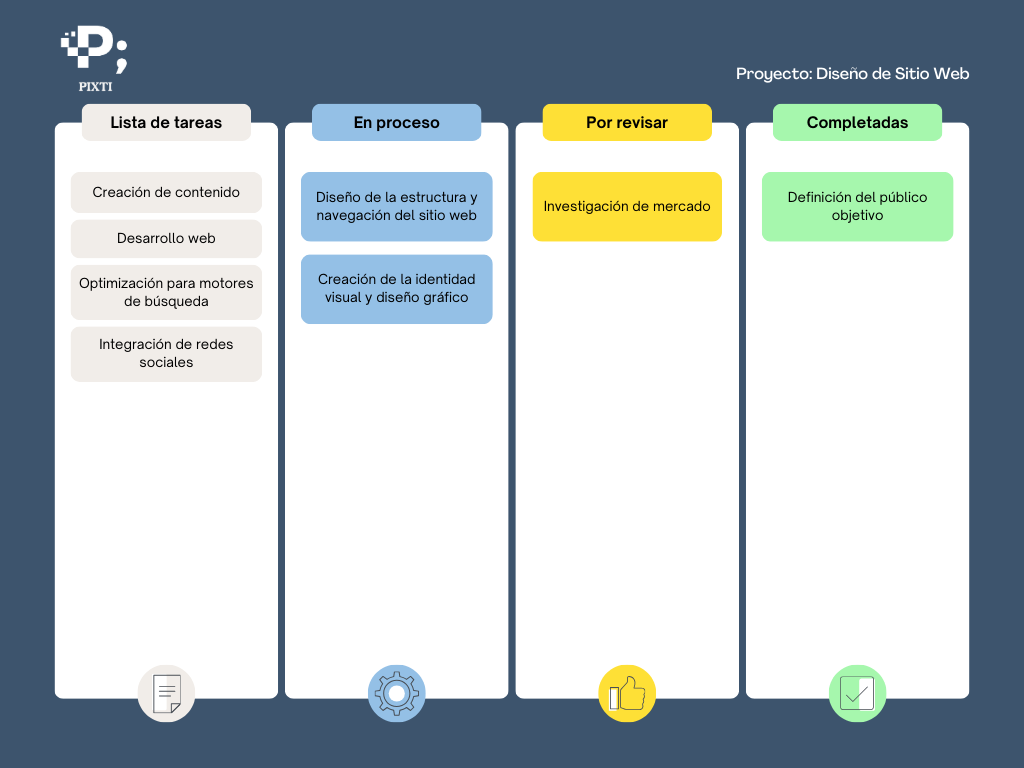 P;
PIXTI
Proyecto: Diseño de Sitio Web
Lista de tareas
Creación de contenido
Desarrollo web
Optimización para motores
de búsqueda
Integración de redes
sociales
En proceso
Diseño de la estructura y
navegación del sitio web
Creación de la identidad
visual y diseño gráfico
Por revisar
Investigación de mercado
Completadas
Definición del público
objetivo